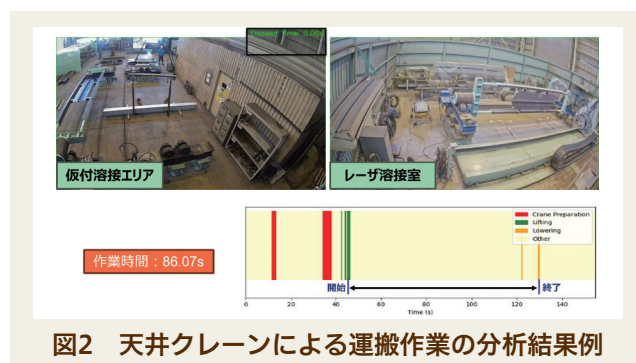 Elapsed Time: 0.00s
仮付溶接エリア
レーザ溶接室
作業時間：86.07s
Crane Preparation
Lifting
Lowering
Other
開始
終了
0 20 40 60 80 100 120 140
Time (s)
図2 天井クレーンによる運搬作業の分析結果例